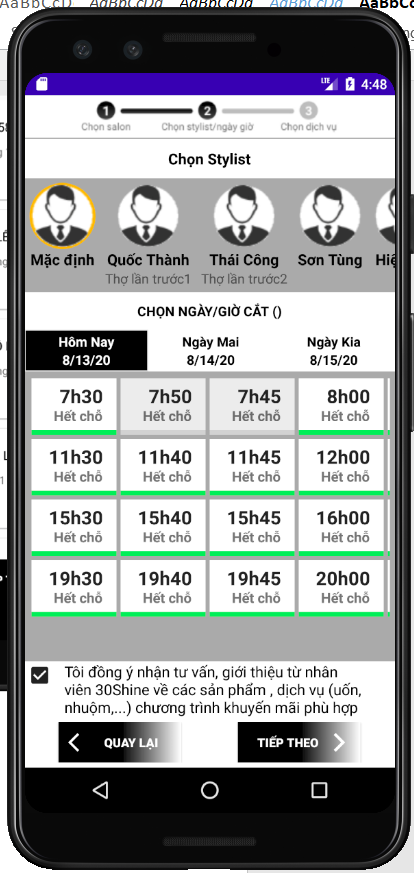 AaBbCcD AaBbCcDd AaBbCcDd AaBbCcDd AaBbCc
LTE 4:48
1 2 3
Chọn salon Chọn stylist/ngày giờ Chọn dịch vụ
Chọn Stylist
Mặc định Quốc Thành Thái Công Sơn Tùng Hiệ
Thợ lần trước1 Thợ lần trước2
CHỌN NGÀY/GIỜ CẮT ()
Hôm Nay Ngày Mai Ngày Kia
8/13/20 8/14/20 8/15/20
7h30 7h50 7h45 8h00
Hết chỗ Hết chỗ Hết chỗ Hết chỗ
11h30 11h40 11h45 12h00
Hết chỗ Hết chỗ Hết chỗ Hết chỗ
15h30 15h40 15h45 16h00
Hết chỗ Hết chỗ Hết chỗ Hết chỗ
19h30 19h40 19h45 20h00
Hết chỗ Hết chỗ Hết chỗ Hết chỗ
Tôi đồng ý nhận tư vấn, giới thiệu từ nhân
viên 30Shine về các sản phẩm , dịch vụ (uốn,
nhuộm,...) chương trình khuyến mãi phù hợp
QUAY LẠI TIẾP THEO